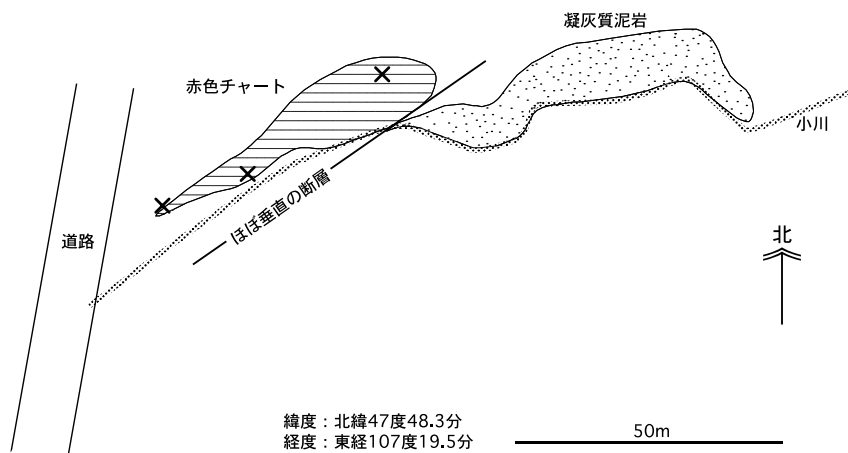 凝灰質泥岩
赤色チャート
小川
ほぼ垂直の断層
道路
北
緯度：北緯47度48.3分
経度：東経107度19.5分
50m